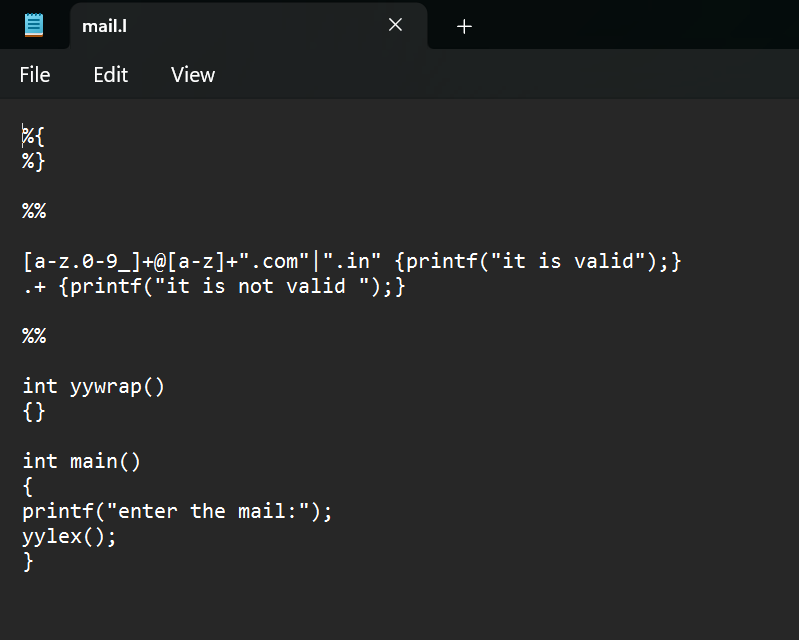 mail.l
File Edit View
%{
%}
%%
[a-z.0-9_]+@[a-z]+".com"|".in" {printf("it is valid");}
.+ {printf("it is not valid ");}
%%
int yywrap()
{}
int main()
{
printf("enter the mail:");
yylex();
}